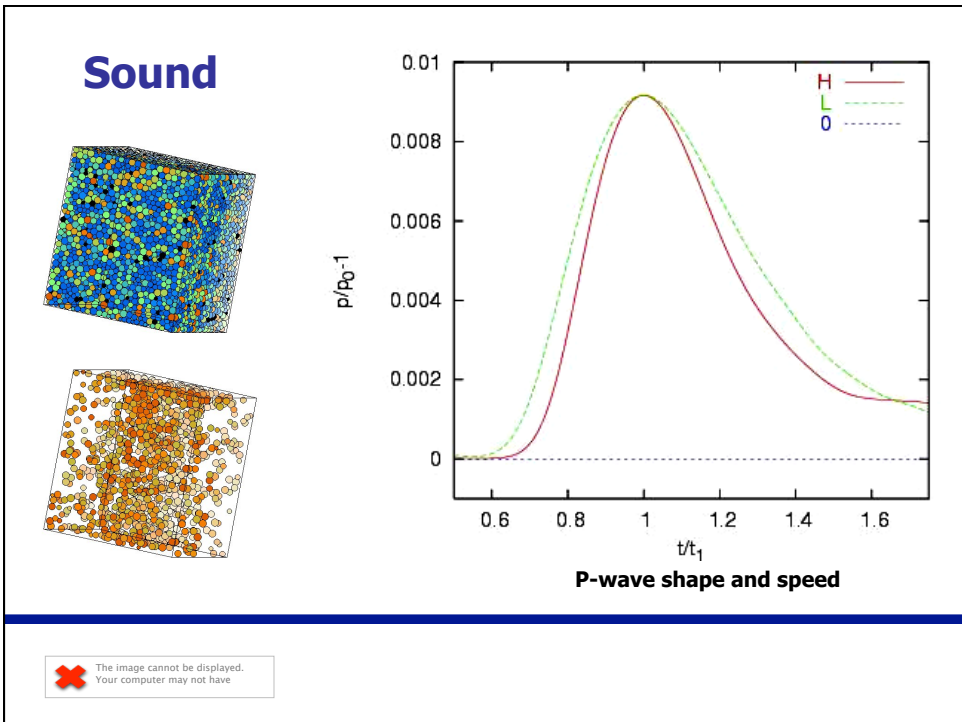 Sound
0.01
0.008
0.006
0.004
0.002
0
p/p0-1
H
L
0
0.6
0.8
1
1.2
1.4
1.6
t/t1
P-wave shape and speed
The image cannot be displayed.
Your computer may not have